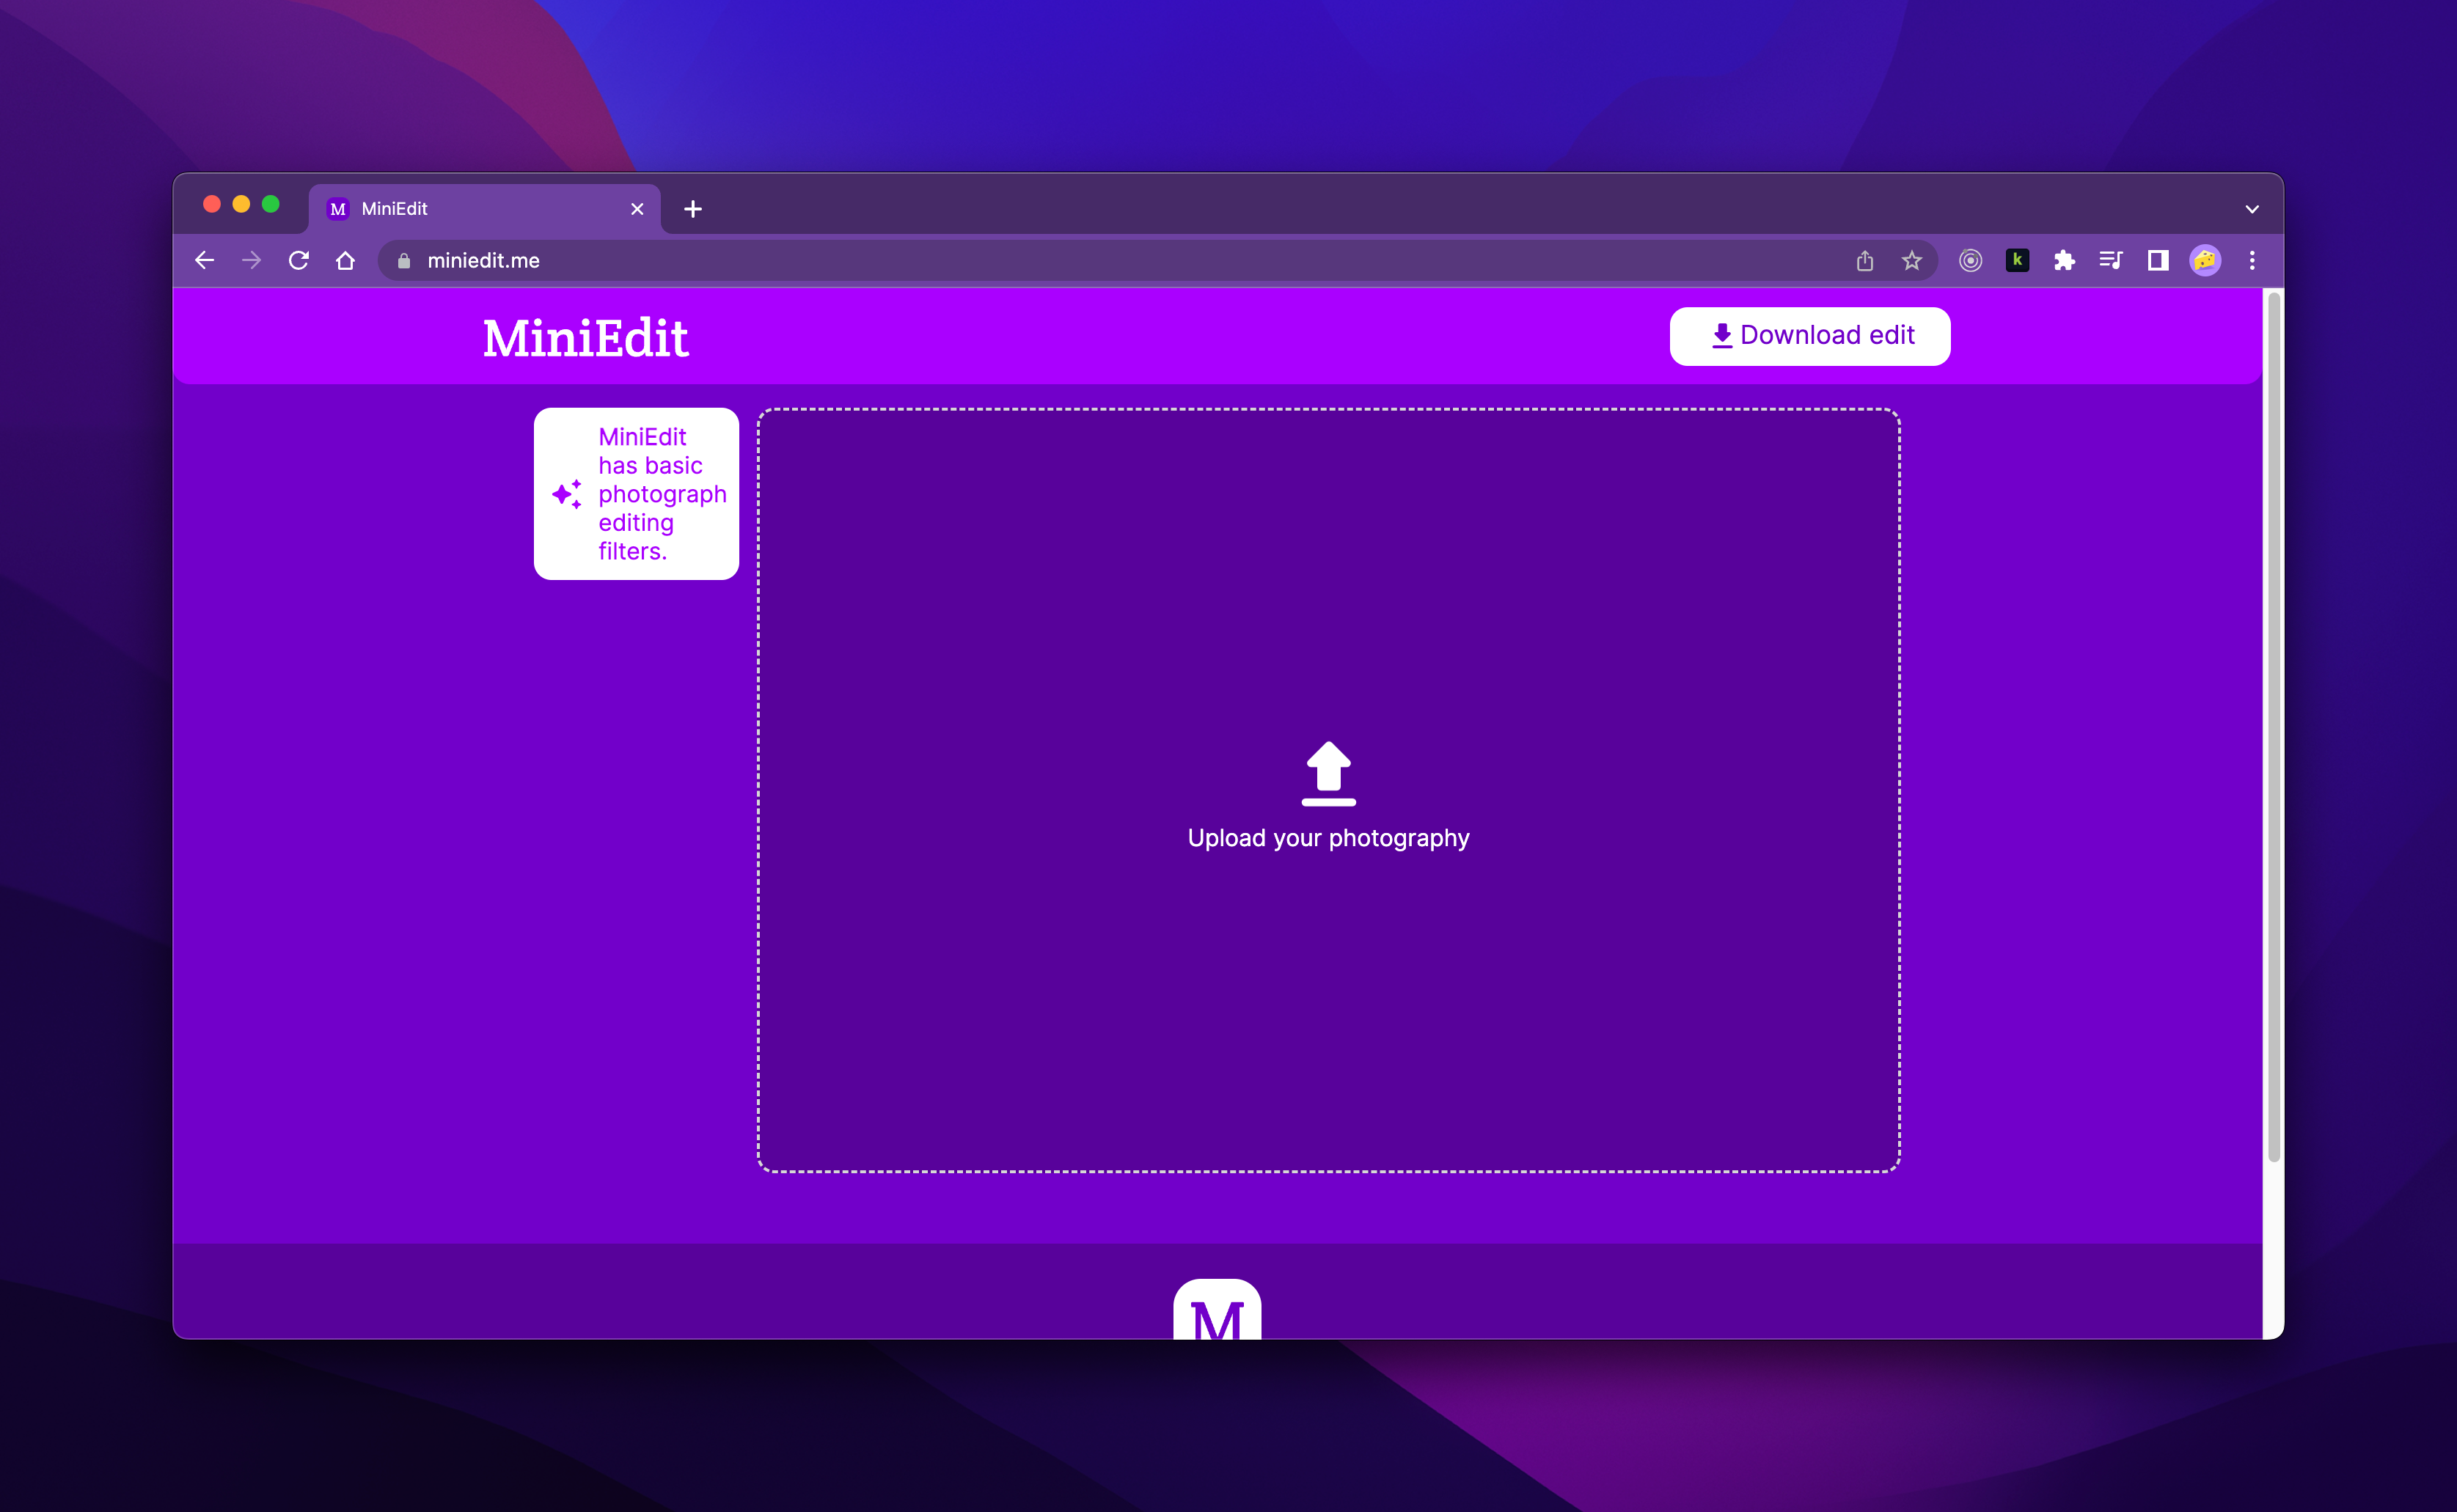 M MiniEdit
miniedit.me
k
MiniEdit
Download edit
MiniEdit
has basic
photograph
editing
filters.
Upload your photography
M